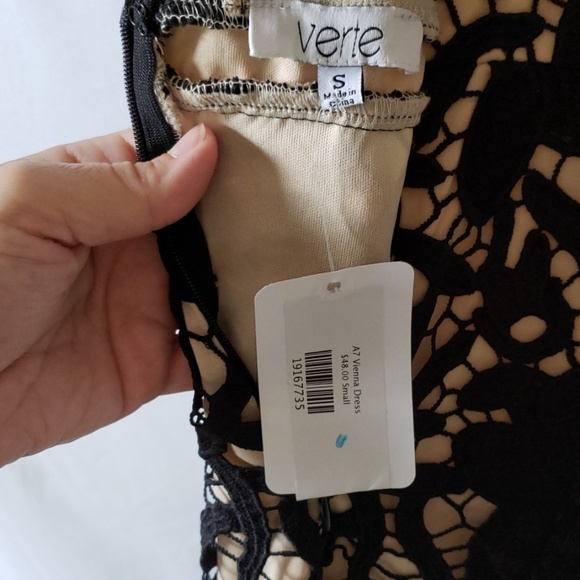 verte
S
Made in
China
A7 Vienna Dress
$48.00 Small
19167735